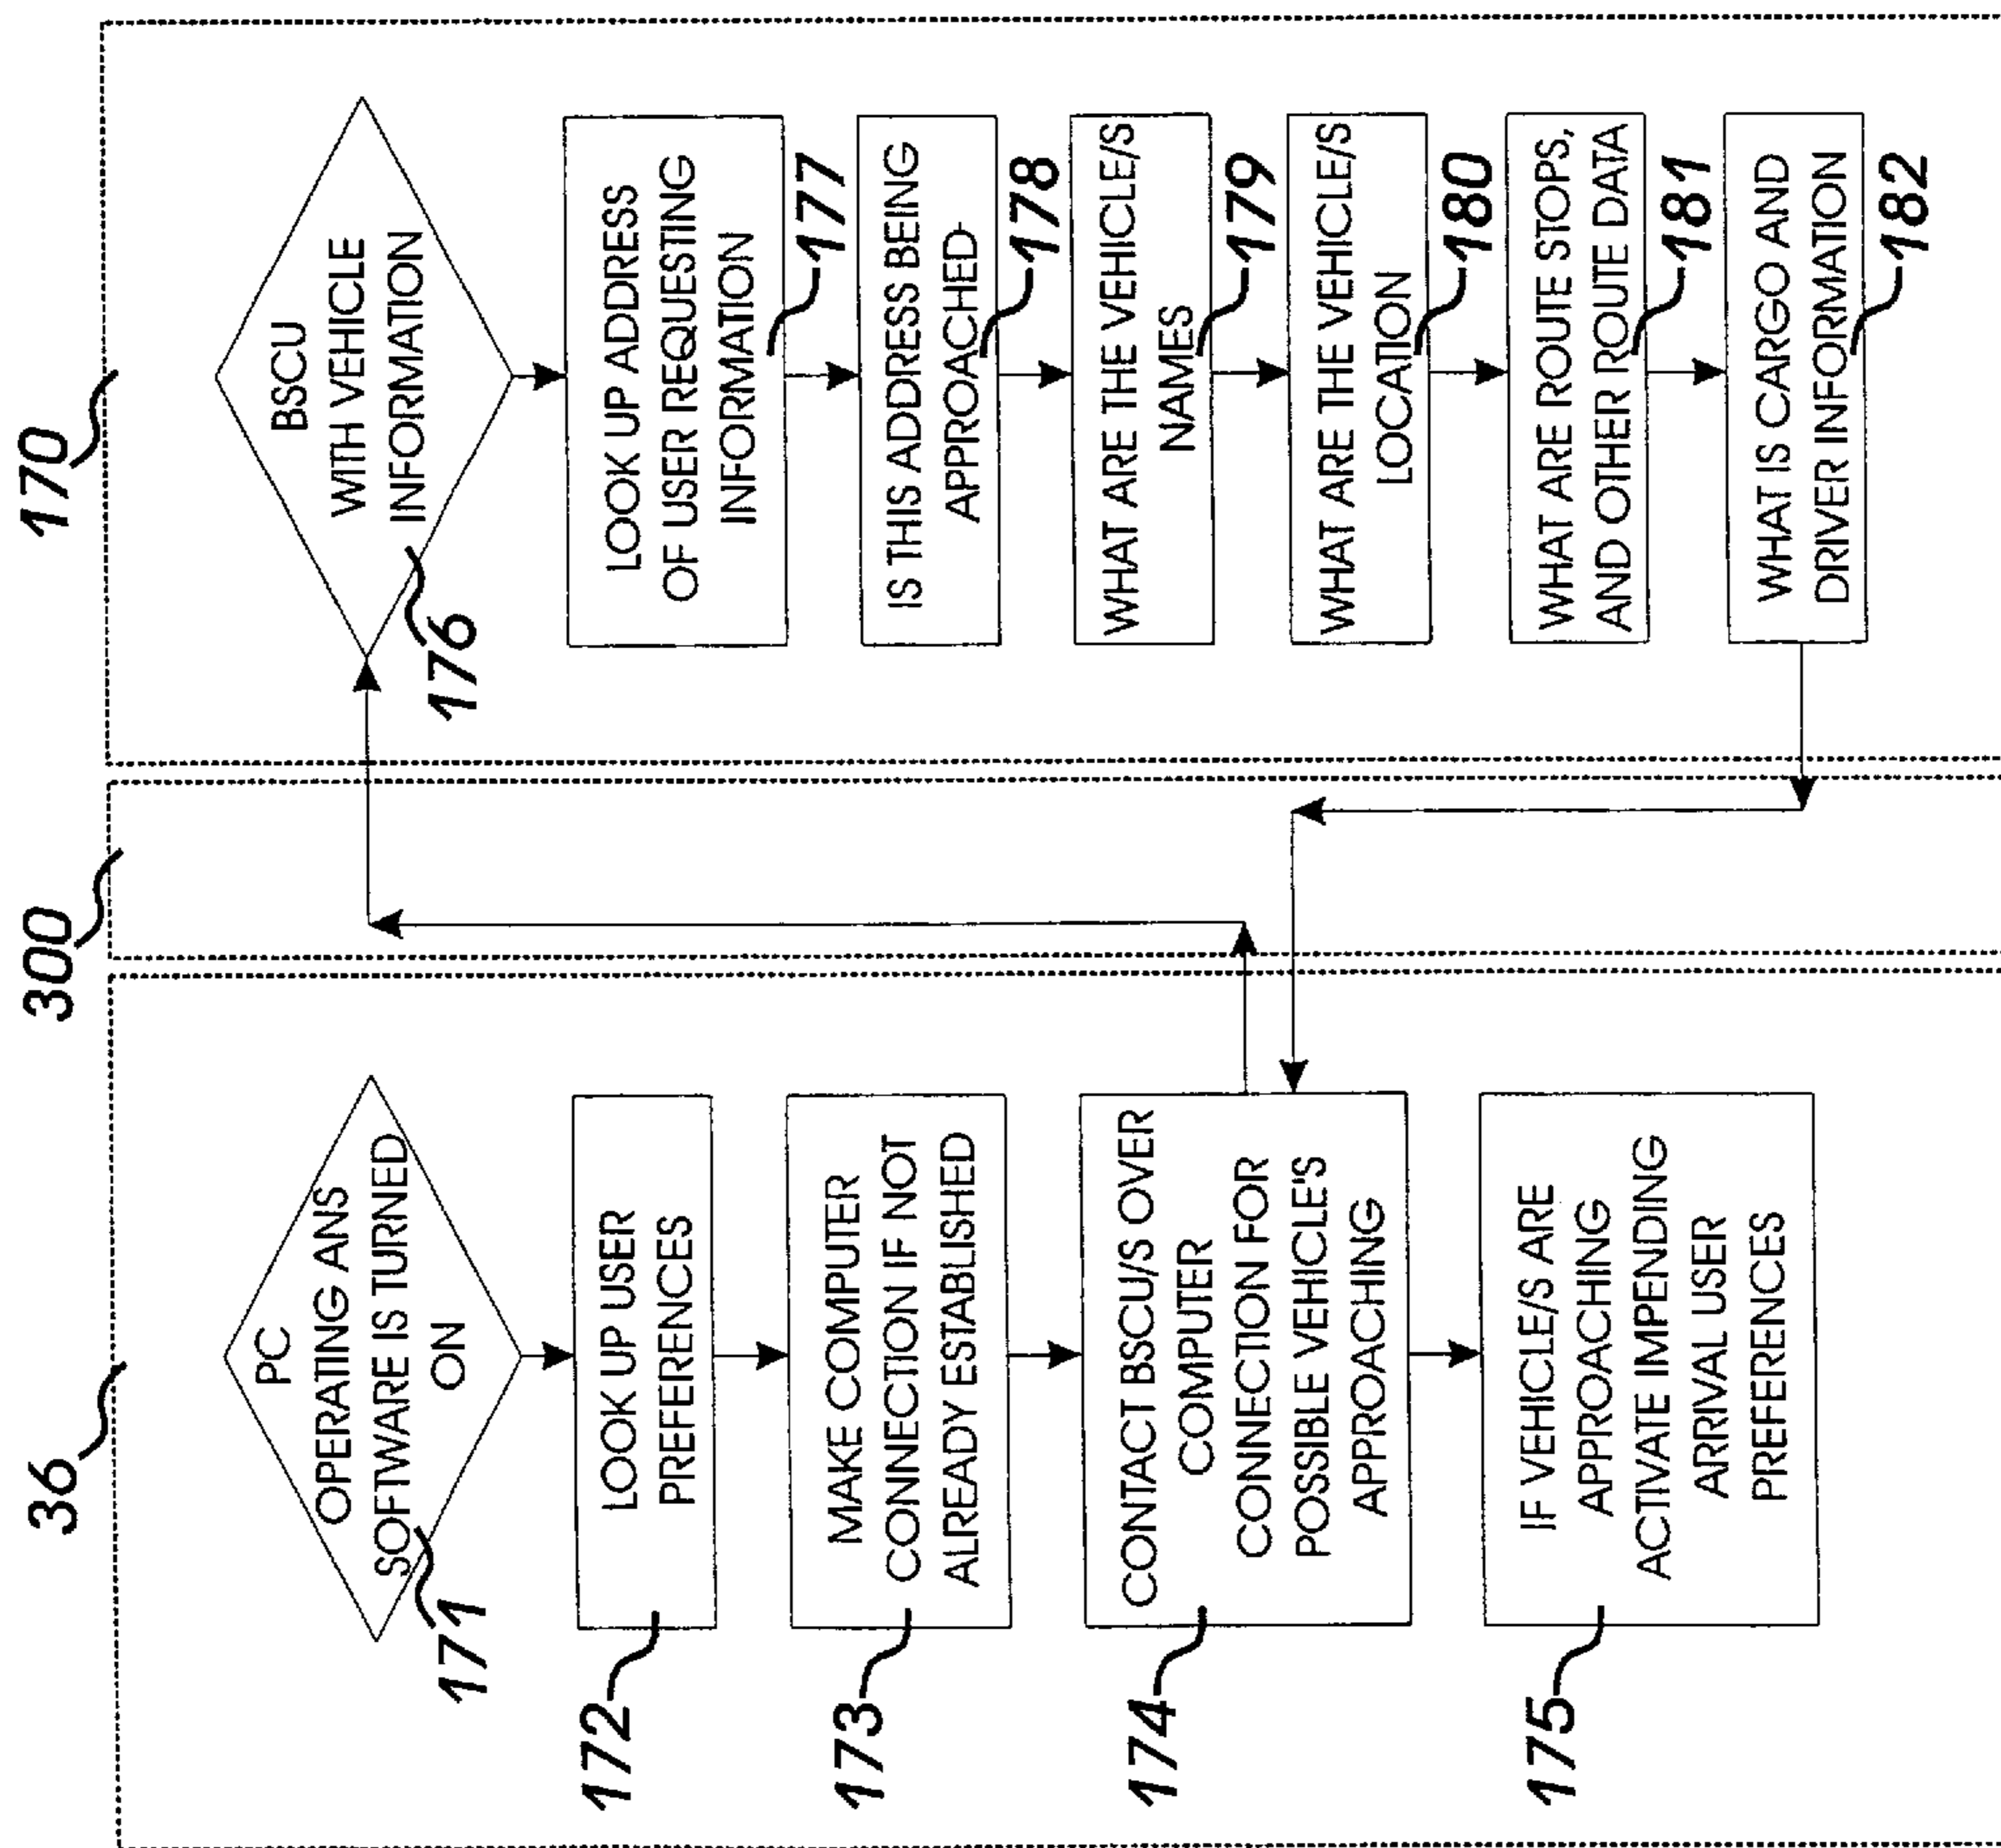 36
300
170
PC
OPERATING ANS
SOFTWARE IS TURNED
ON
171
LOOK UP USER
PREFERENCES
172
MAKE COMPUTER
CONNECTION IF NOT
ALREADY ESTABLISHED
173
CONTACT BSCU/S OVER
COMPUTER
CONNECTION FOR
POSSIBLE VEHICLE'S
APPROACHING
174
IF VEHICLE/S ARE
APPROACHING
ACTIVATE IMPENDING
ARRIVAL USER
PREFERENCES
175
BSCU
WITH VEHICLE
INFORMATION
176
LOOK UP ADDRESS
OF USER REQUESTING
INFORMATION
177
IS THIS ADDRESS BEING
APPROACHED-
178
WHAT ARE THE VEHICLE/S
NAMES
179
WHAT ARE THE VEHICLE/S
LOCATION
180
WHAT ARE ROUTE STOPS,
AND OTHER ROUTE DATA
181
WHAT IS CARGO AND
DRIVER INFORMATION
182